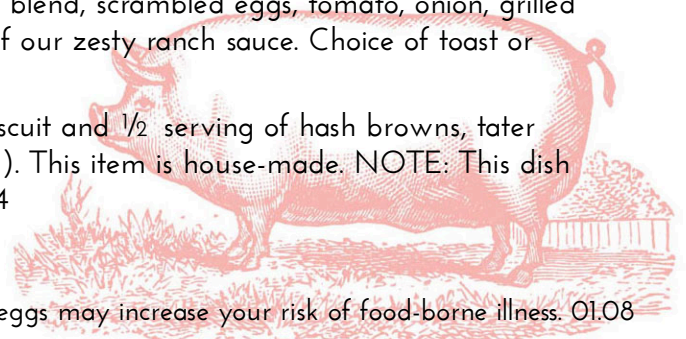 blend, scrambled eggs, tomato, onion, grilled
f our zesty ranch sauce. Choice of toast or
scuit and ½ serving of hash browns, tater
). This item is house-made. NOTE: This dish
4
eggs may increase your risk of food-borne illness. 01.08